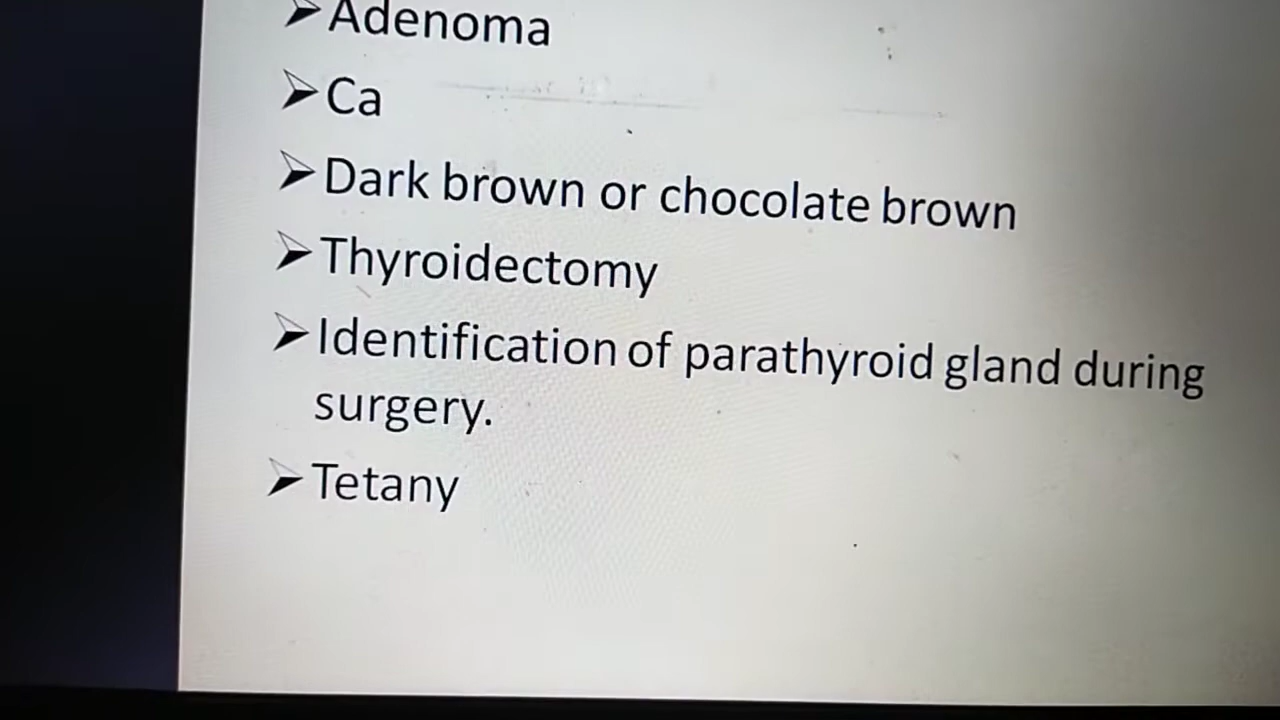 Adenoma
Ca
Dark brown or chocolate brown
Thyroidectomy
Identification of parathyroid gland during
surgery.
Tetany